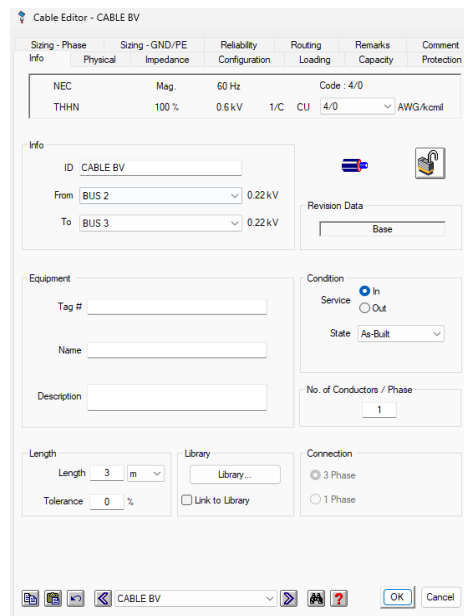 Cable Editor - CABLE BV
Sizing - Phase Sizing - GND/PE Reliability Routing Remarks Comment
Info Physical Impedance Configuration Loading Capacity Protection
NEC Mag. 60 Hz Code : 4/0
THHN 100 % 0.6 kV 1/C CU 4/0 AWG/kcmil
Info
ID CABLE BV
From BUS 2 0.22 kV
To BUS 3 0.22 kV
Revision Data
Base
Equipment
Tag #
Name
Description
Condition
Service In
Out
State As-Built
No. of Conductors / Phase
1
Length
Length 3 m
Tolerance 0 %
Library
Library...
Link to Library
Connection
3 Phase
1 Phase
CABLE BV ? OK Cancel